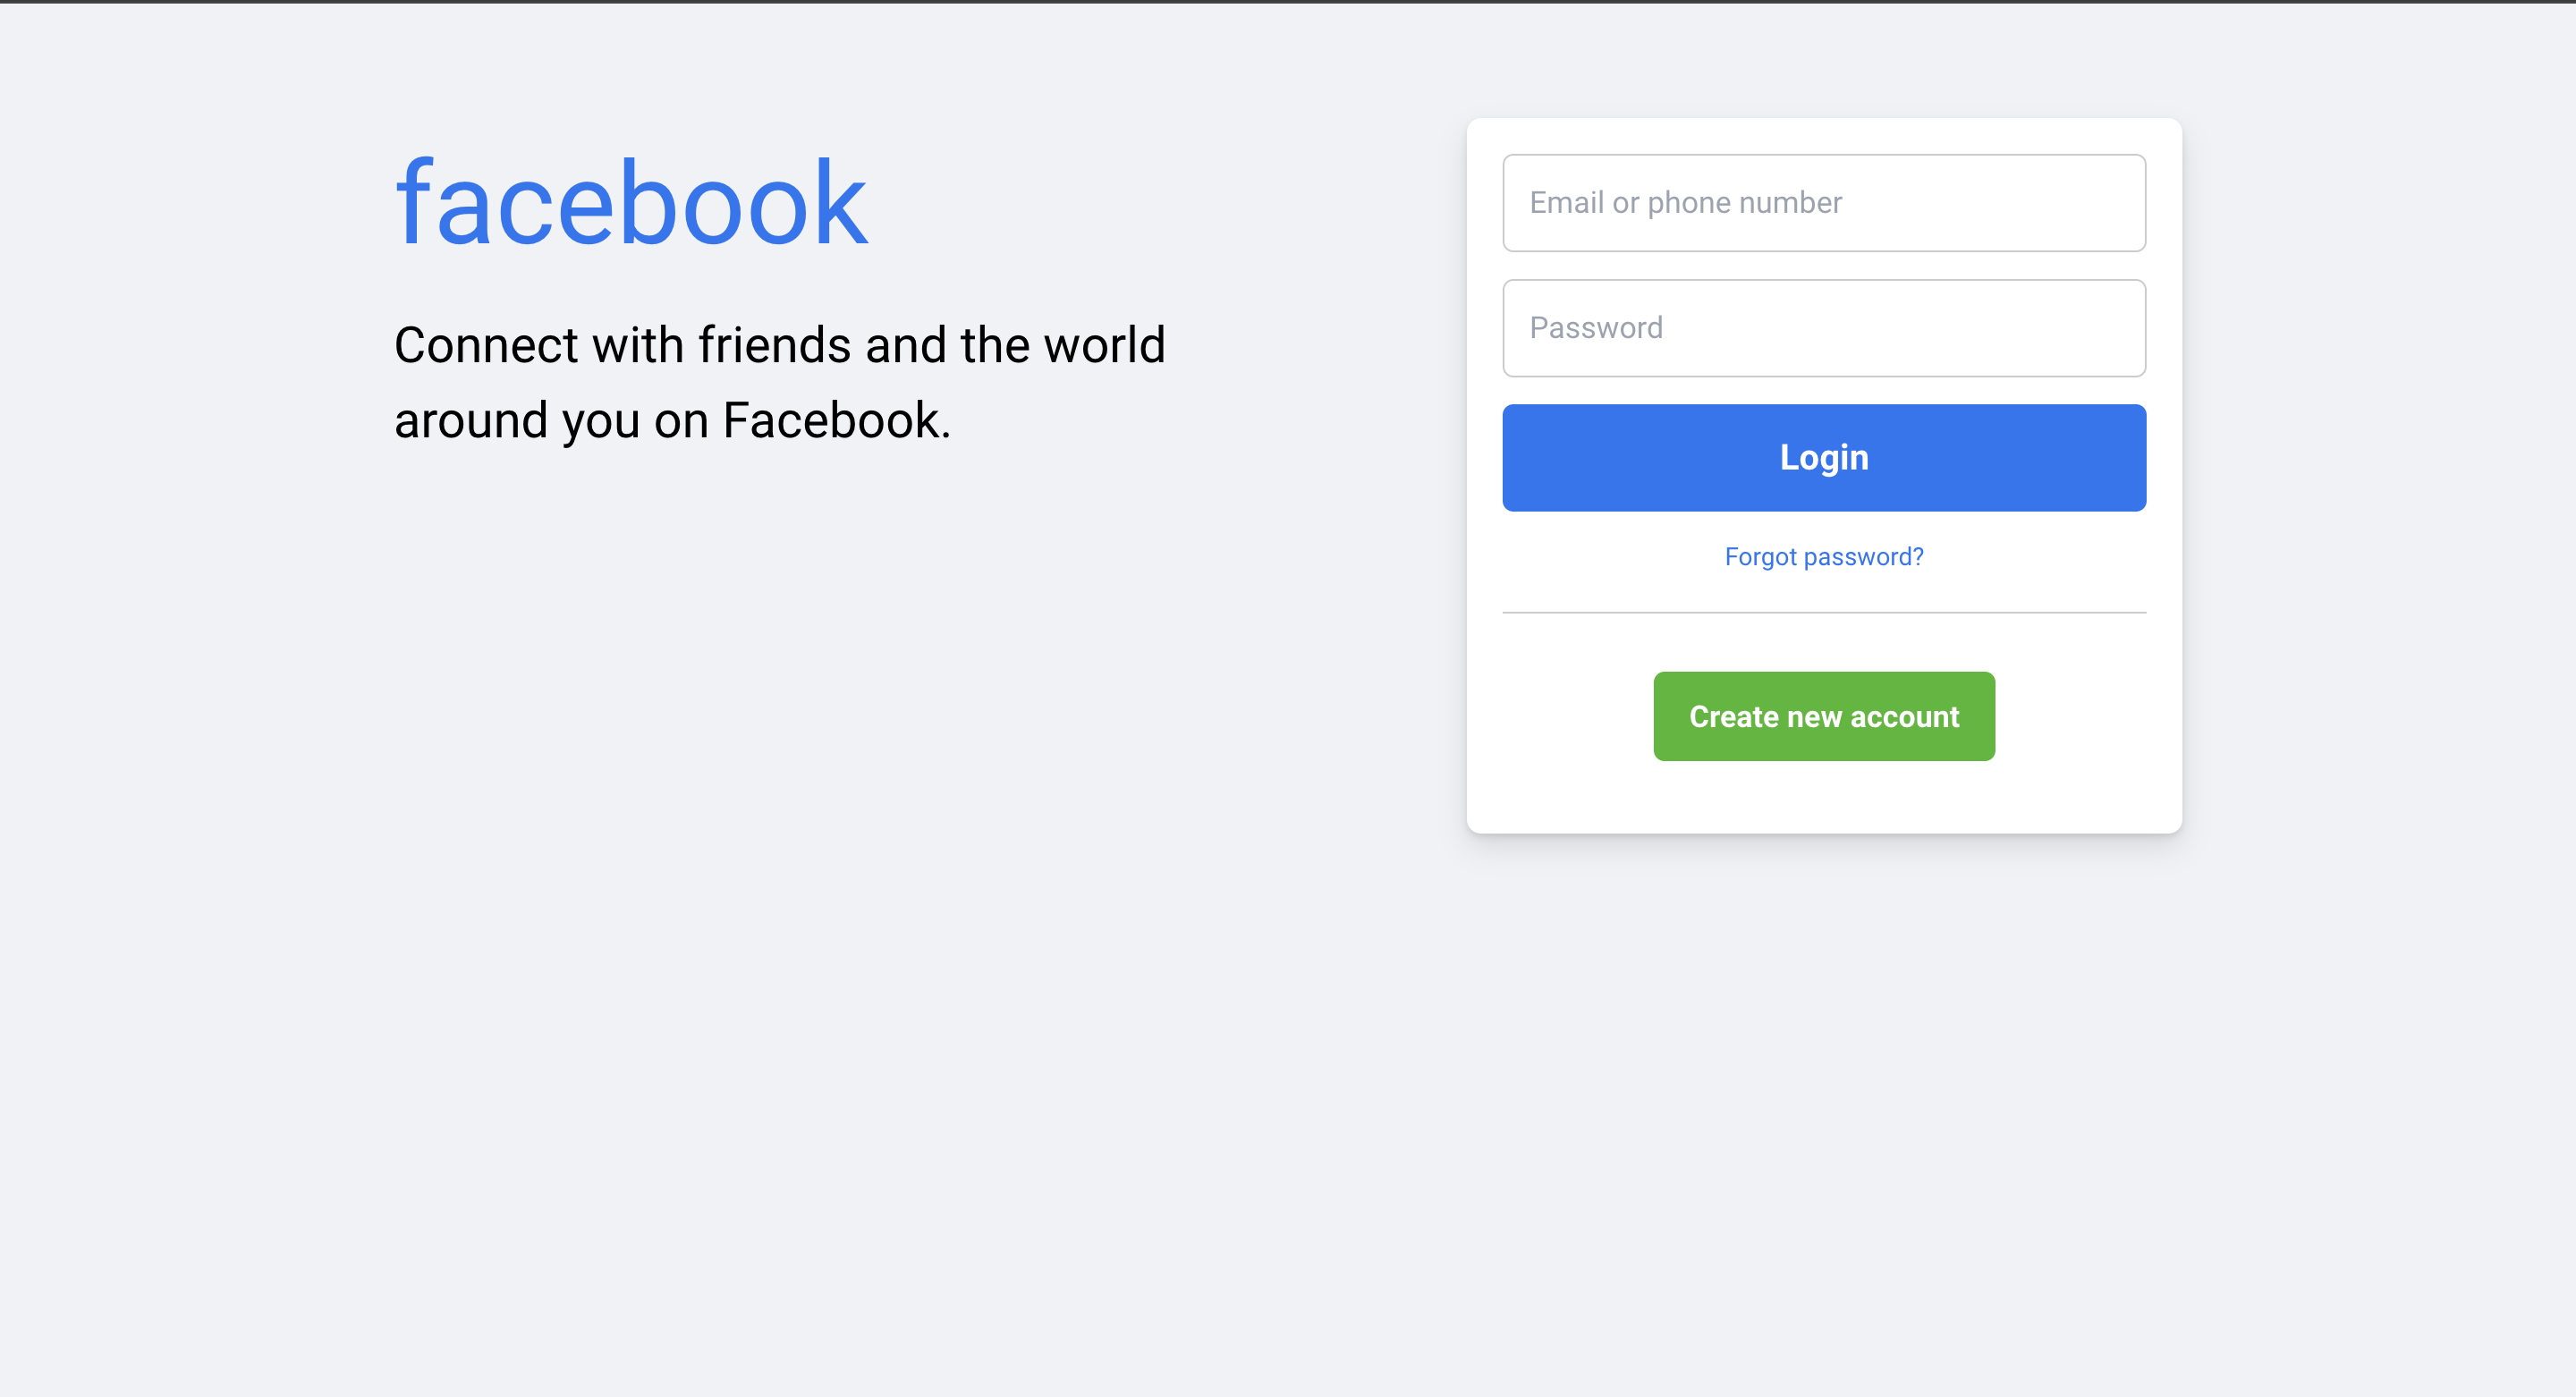 facebook
Connect with friends and the world
around you on Facebook.
Email or phone number
Password
Login
Forgot password?
Create new account